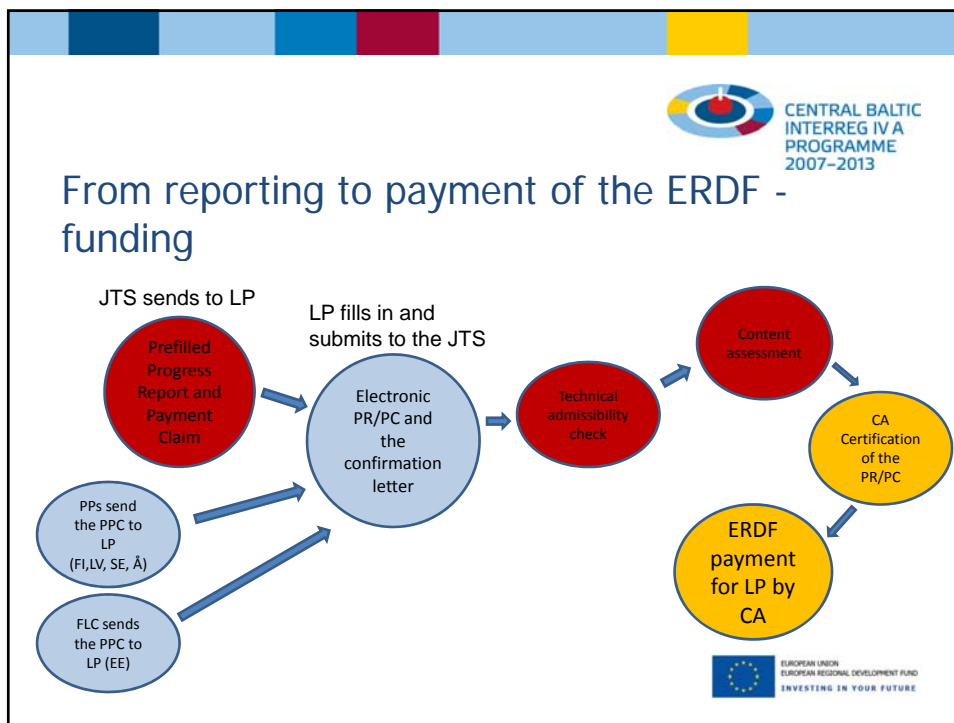 CENTRAL BALTIC
INTERREG IV A
PROGRAMME
2007–2013
From reporting to payment of the ERDF -
funding
JTS sends to LP
Prefilled
Progress
Report and
Payment
Claim
LP fills in and
submits to the JTS
Electronic
PR/PC and
the
confirmation
letter
PPs send
the PPC to
LP
(FI,LV, SE, Å)
FLC sends
the PPC to
LP (EE)
Technical
admissibility
check
Content
assessment
CA
Certification
of the
PR/PC
ERDF
payment
for LP by
CA
EUROPEAN UNION
EUROPEAN REGIONAL DEVELOPMENT FUND
INVESTING IN YOUR FUTURE